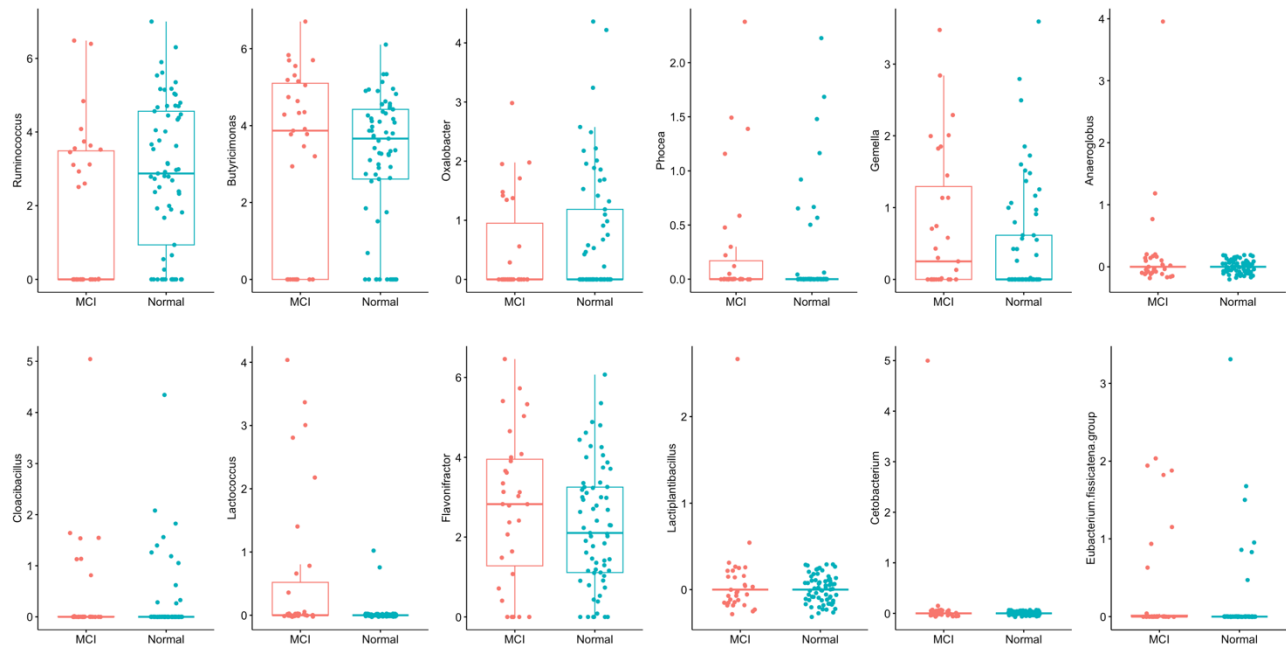 Ruminococcus
6
4
2
0
MCI Normal
Butyricimonas
6
4
2
0
MCI Normal
Oxalobacter
4
3
2
1
0
MCI Normal
Phocea
2.0
1.5
1.0
0.5
0.0
MCI Normal
Gemella
3
2
1
0
MCI Normal
Anaeroglobus
4
3
2
1
0
MCI Normal
Cloacibacillus
5
4
3
2
1
0
MCI Normal
Lactococcus
4
3
2
1
0
MCI Normal
Flavonifractor
6
4
2
0
MCI Normal
Lactiplantibacillus
2
1
0
MCI Normal
Cetobacterium
5
4
3
2
1
0
MCI Normal
Eubacterium.fissicatena.group
3
2
1
0
MCI Normal